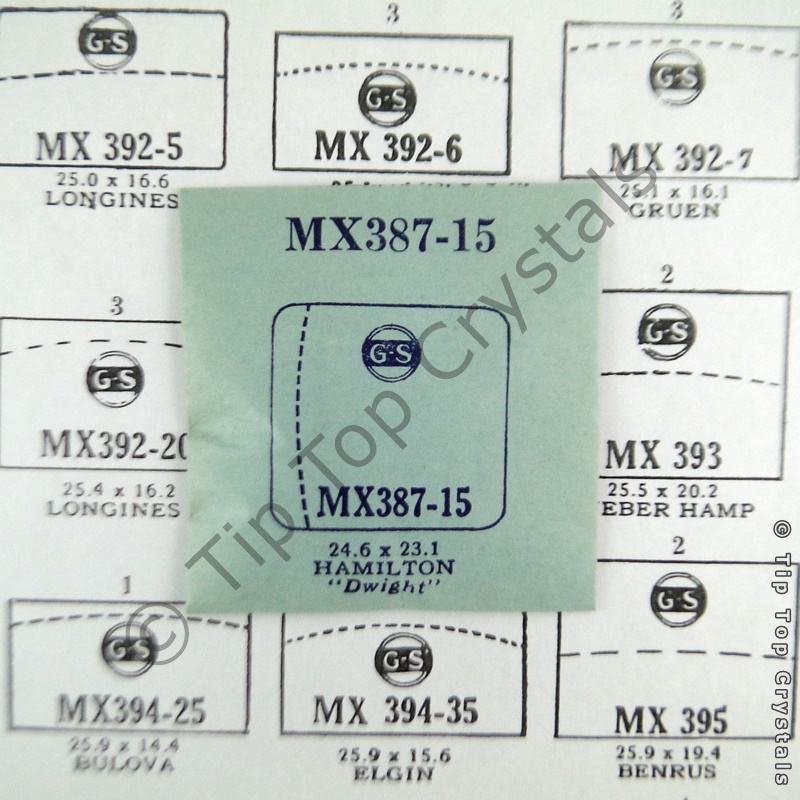 3
3
G-S
G-S
G-S
MX 392-5
MX 392-6
MX 392-7
25.0 x 16.6
LONGINES
25.1 x 16.1
GRUEN
MX387-15
G-S
MX387-15
24.6 x 23.1
HAMILTON
"Dwight"
3
G-S
MX392-20
25.4 x 16.2
LONGINES
2
G-S
MX 393
25.5 x 20.2
EBER HAMP
1
G-S
MX394-25
25.9 x 14.4
BULOVA
G-S
MX 394-35
25.9 x 15.6
ELGIN
2
G-S
MX 395
25.9 x 19.4
BENRUS
© Tip Top Crystals
© Tip Top Crystals